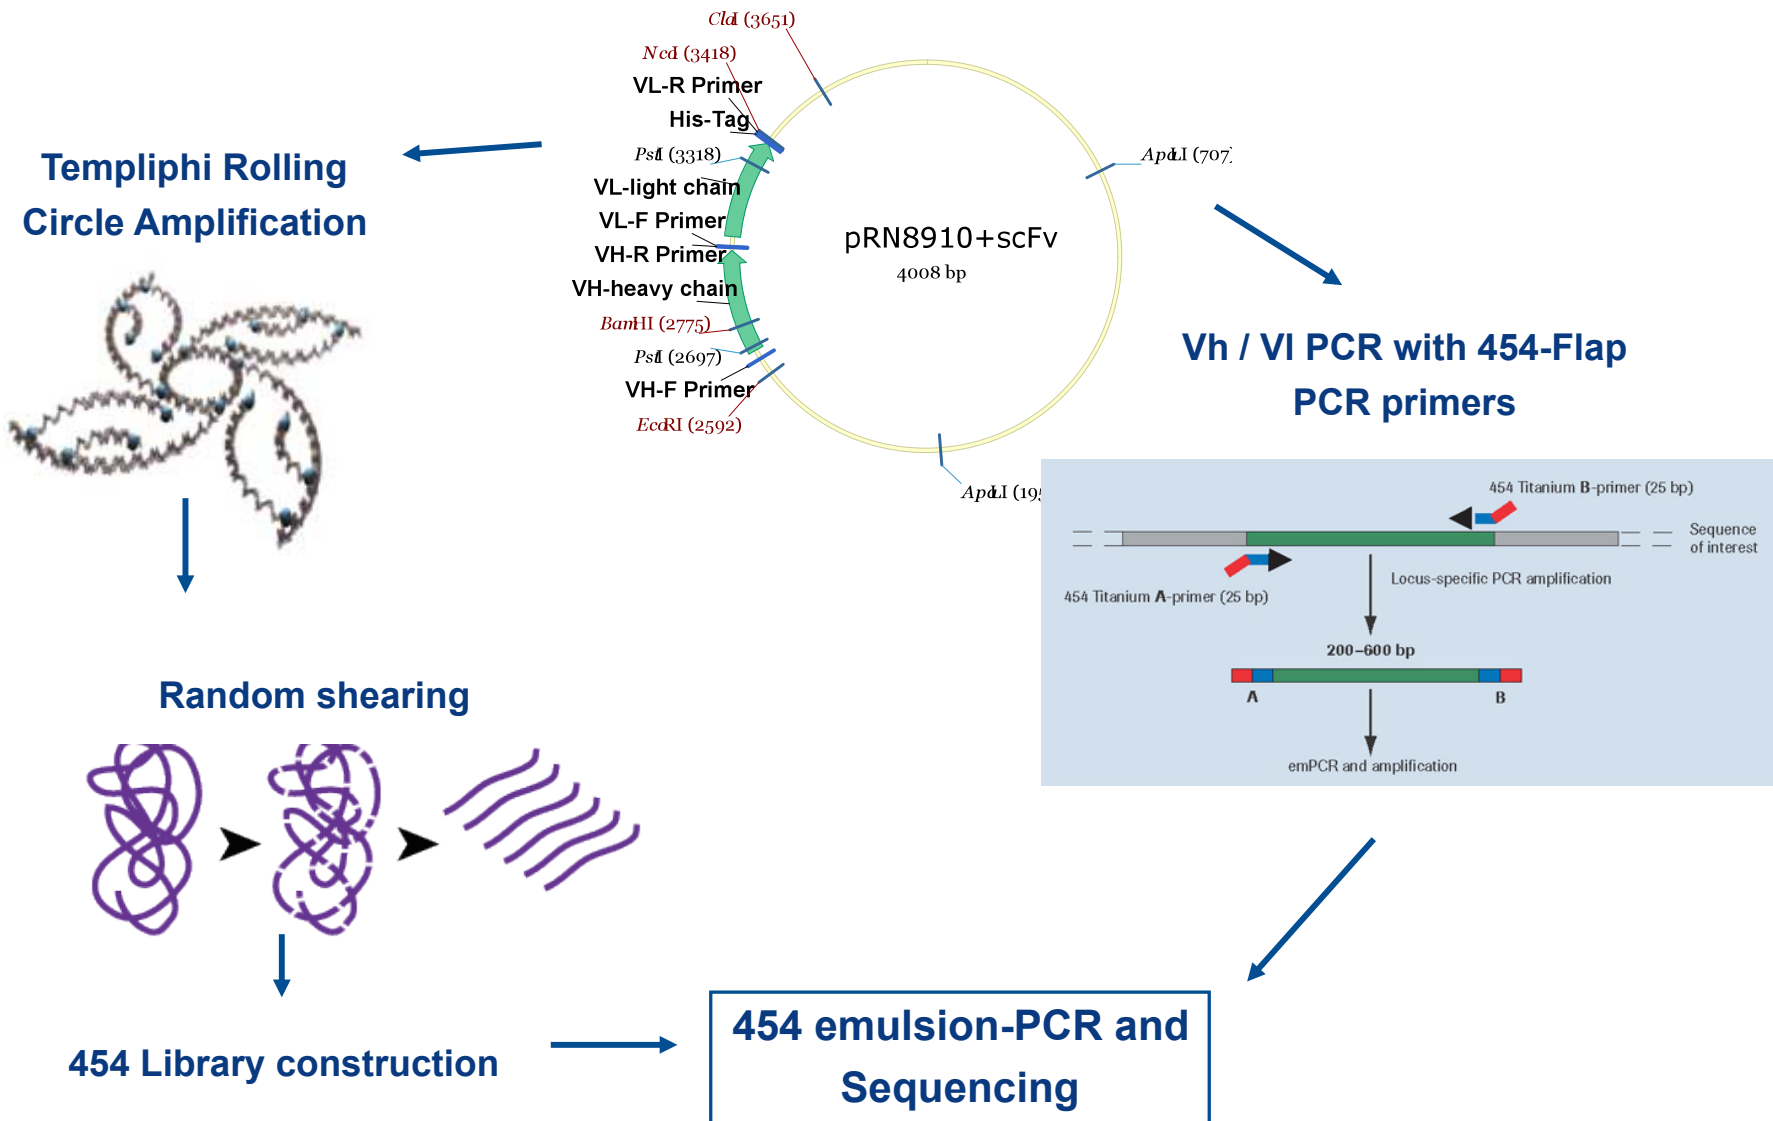 ClaI (3651)
NcoI (3418)
VL-R Primer
His-Tag
PstI (3318)
VL-light chain
VL-F Primer
VH-R Primer
VH-heavy chain
BamHI (2775)
PstI (2697)
VH-F Primer
EcoRI (2592)
ApaLI (707)
pRN8910+scFv
4008 bp
ApaLI (195
Templiphi Rolling
Circle Amplification
Random shearing
454 Library construction
Vh / Vl PCR with 454-Flap
PCR primers
454 Titanium B-primer (25 bp)
Sequence
of interest
454 Titanium A-primer (25 bp)
Locus-specific PCR amplification
200–600 bp
A
B
emPCR and amplification
454 emulsion-PCR and
Sequencing